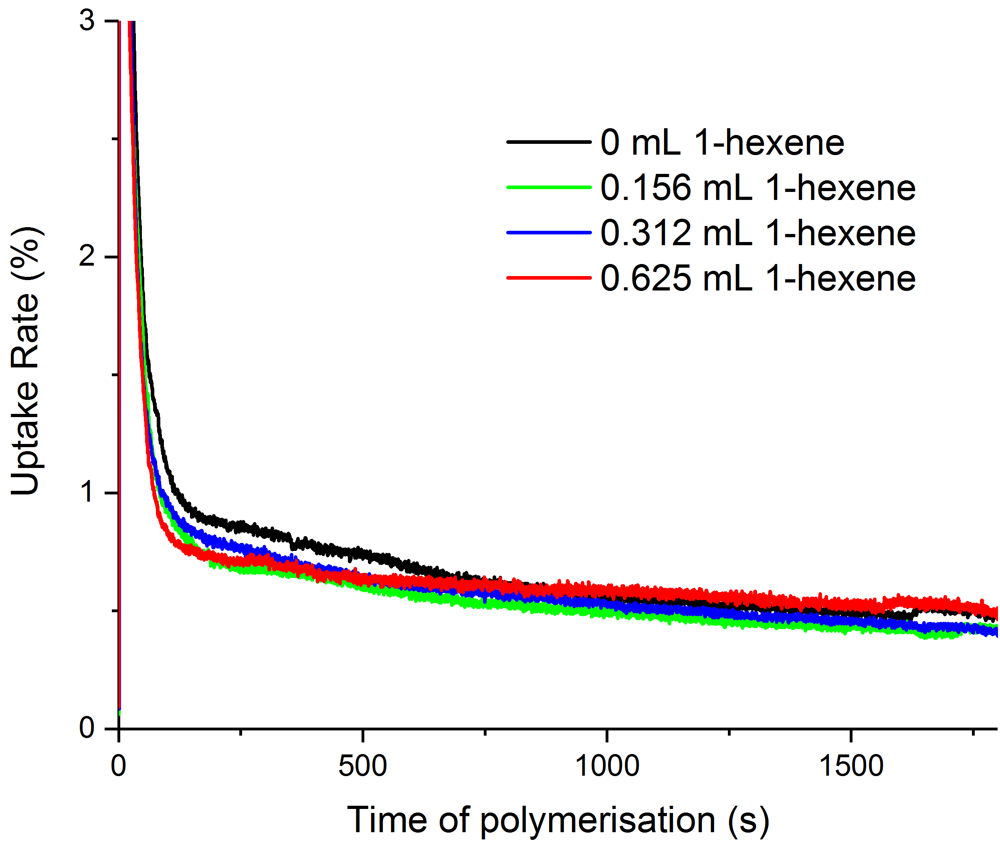 3
0 mL 1-hexene
0.156 mL 1-hexene
0.312 mL 1-hexene
0.625 mL 1-hexene
2
Uptake Rate (%)
1
0
0 500 1000 1500
Time of polymerisation (s)